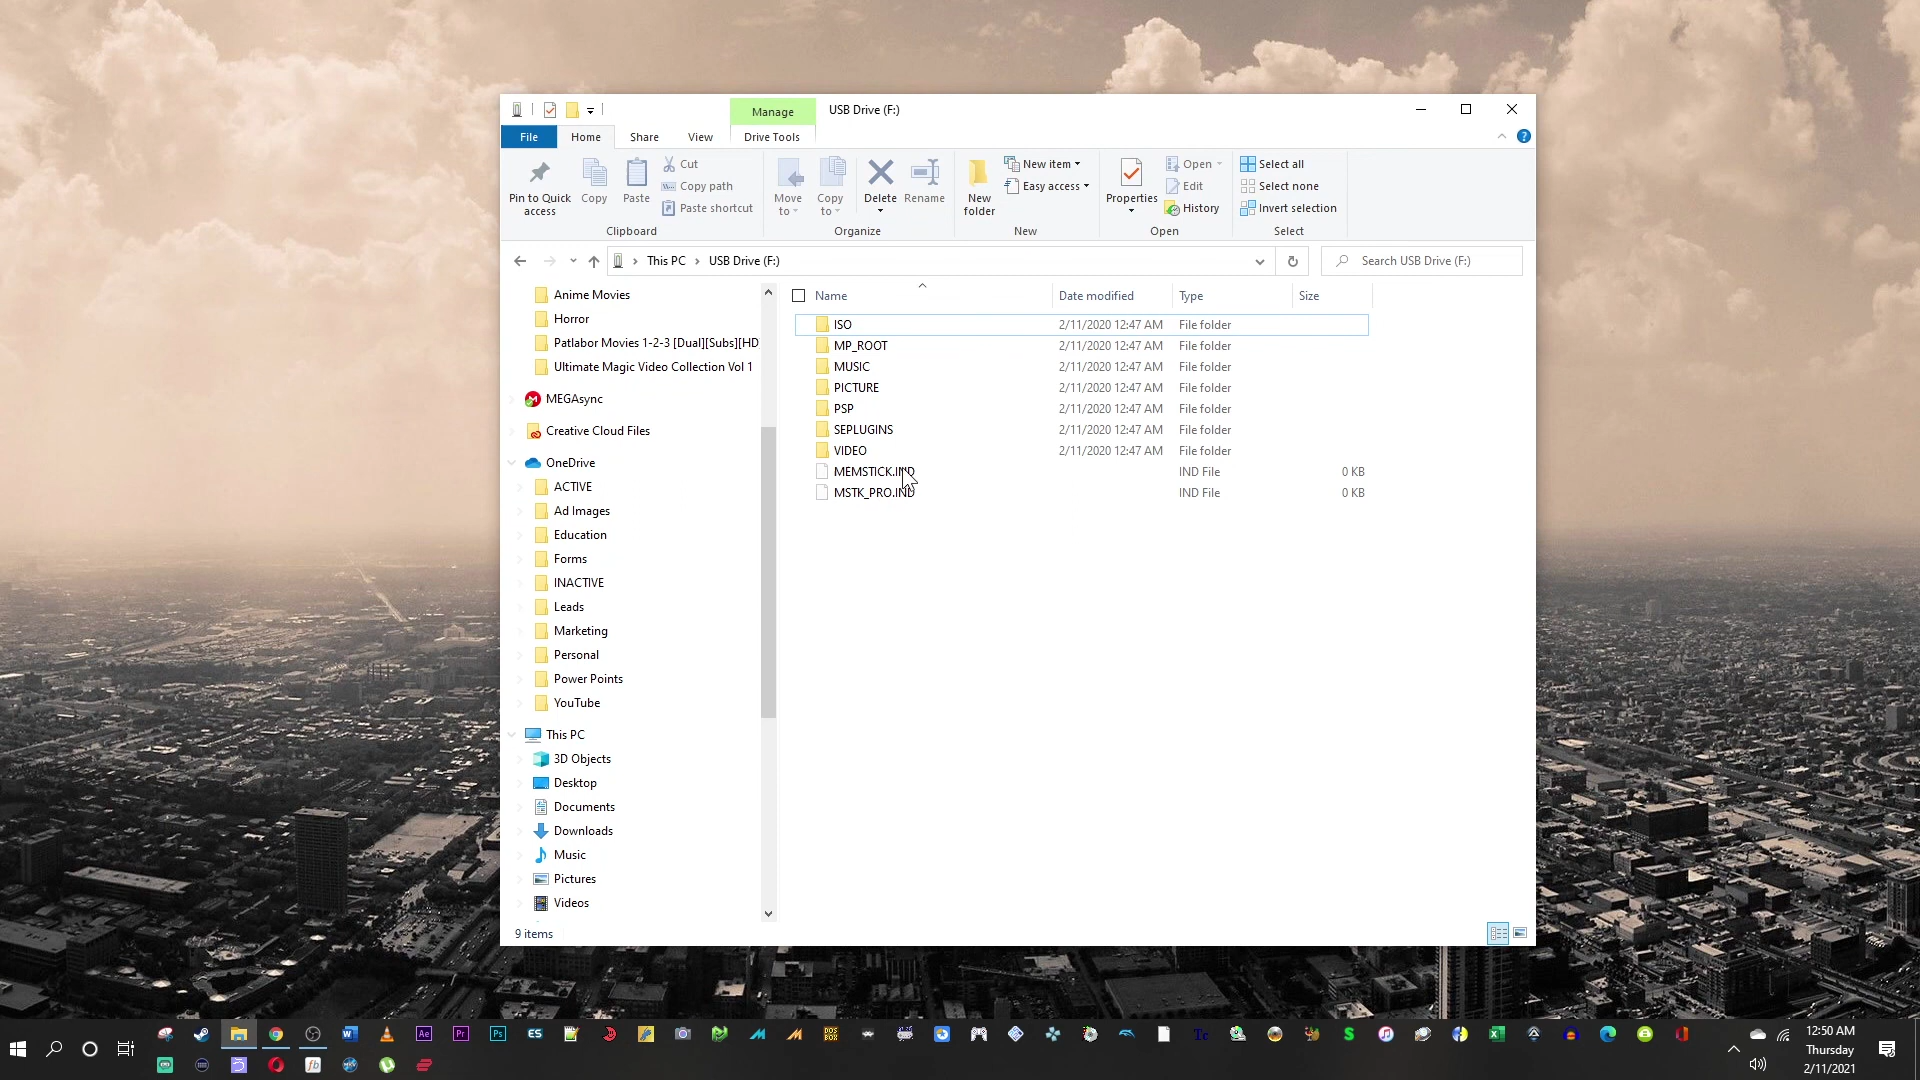 Manage
USB Drive (F:)
File
Home
Share
View
Drive Tools
Pin to Quick access
Copy
Paste
Cut
Copy path
Paste shortcut
Clipboard
Move to
Copy to
Delete
Rename
Organize
New folder
New item
Easy access
New
Properties
Open
Edit
History
Open
Select all
Select none
Invert selection
Select
This PC
USB Drive (F:)
Search USB Drive (F:)
Anime Movies
Horror
Patlabor Movies 1-2-3 [Dual][Subs][HD
Ultimate Magic Video Collection Vol 1
MEGAsync
Creative Cloud Files
OneDrive
ACTIVE
Ad Images
Education
Forms
INACTIVE
Leads
Marketing
Personal
Power Points
YouTube
This PC
3D Objects
Desktop
Documents
Downloads
Music
Pictures
Videos
Name Date modified Type Size
ISO 2/11/2020 12:47 AM File folder
MP_ROOT 2/11/2020 12:47 AM File folder
MUSIC 2/11/2020 12:47 AM File folder
PICTURE 2/11/2020 12:47 AM File folder
PSP 2/11/2020 12:47 AM File folder
SEPLUGINS 2/11/2020 12:47 AM File folder
VIDEO 2/11/2020 12:47 AM File folder
MEMSTICK.IND IND File 0 KB
MSTK_PRO.IND IND File 0 KB
9 items
W
Ae
Pr
Ps
ES
DOS BOX
Tc
S
fb
MKV
12:50 AM
Thursday
2/11/2021